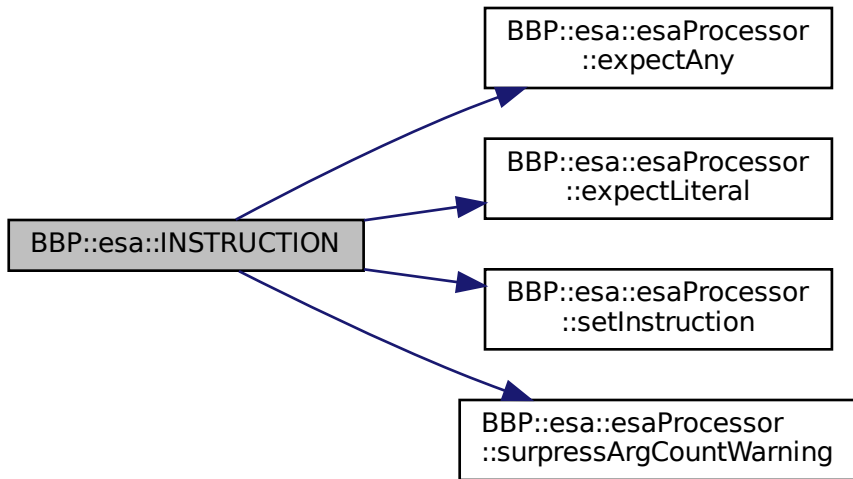 BBP::esa::esaProcessor
::expectAny
BBP::esa::esaProcessor
::expectLiteral
BBP::esa::INSTRUCTION
BBP::esa::esaProcessor
::setInstruction
BBP::esa::esaProcessor
::surpressArgCountWarning